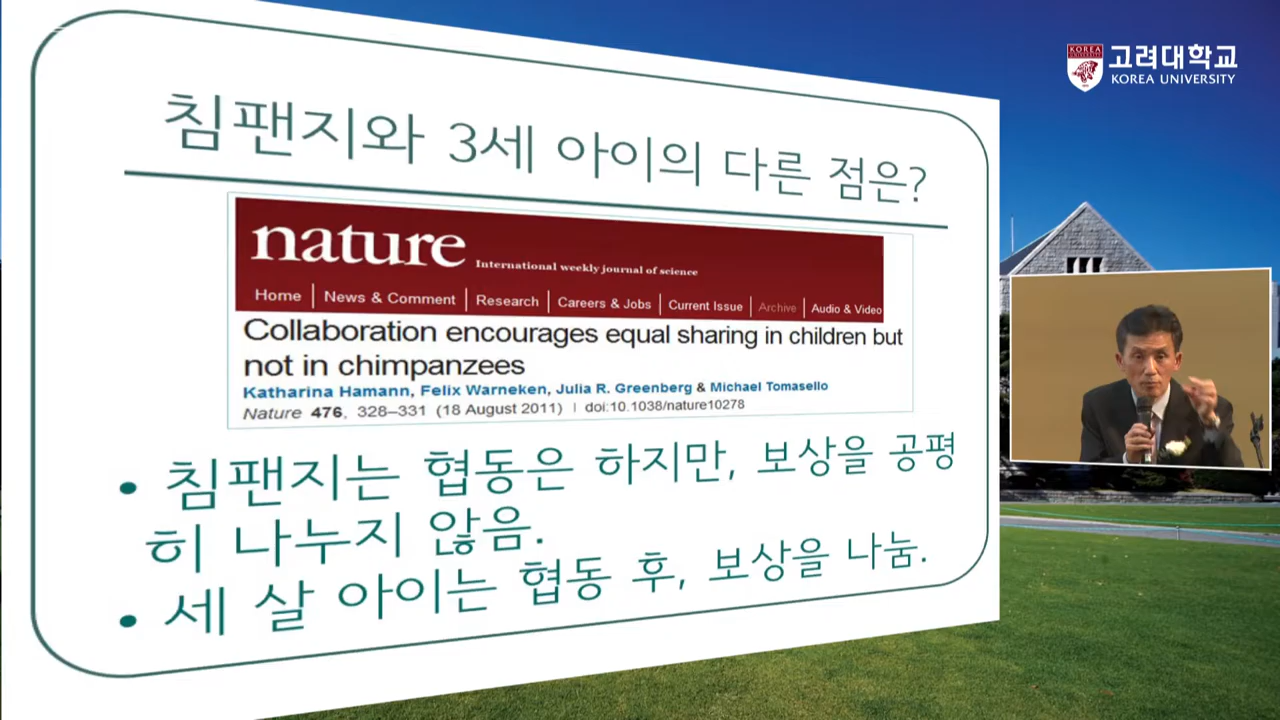 침팬지와 3세 아이의 다른 점은?
nature
International weekly journal of science
Home | News & Comment | Research | Careers & Jobs | Current Issue | Archive | Audio & Video
Collaboration encourages equal sharing in children but
not in chimpanzees
Katharina Hamann, Felix Warneken, Julia R. Greenberg & Michael Tomasello
Nature 476, 328–331 (18 August 2011) | doi:10.1038/nature10278
• 침팬지는 협동은 하지만, 보상을 공평
히 나누지 않음.
• 세 살 아이는 협동 후, 보상을 나눔.
KOREA
고려대학교
KOREA UNIVERSITY